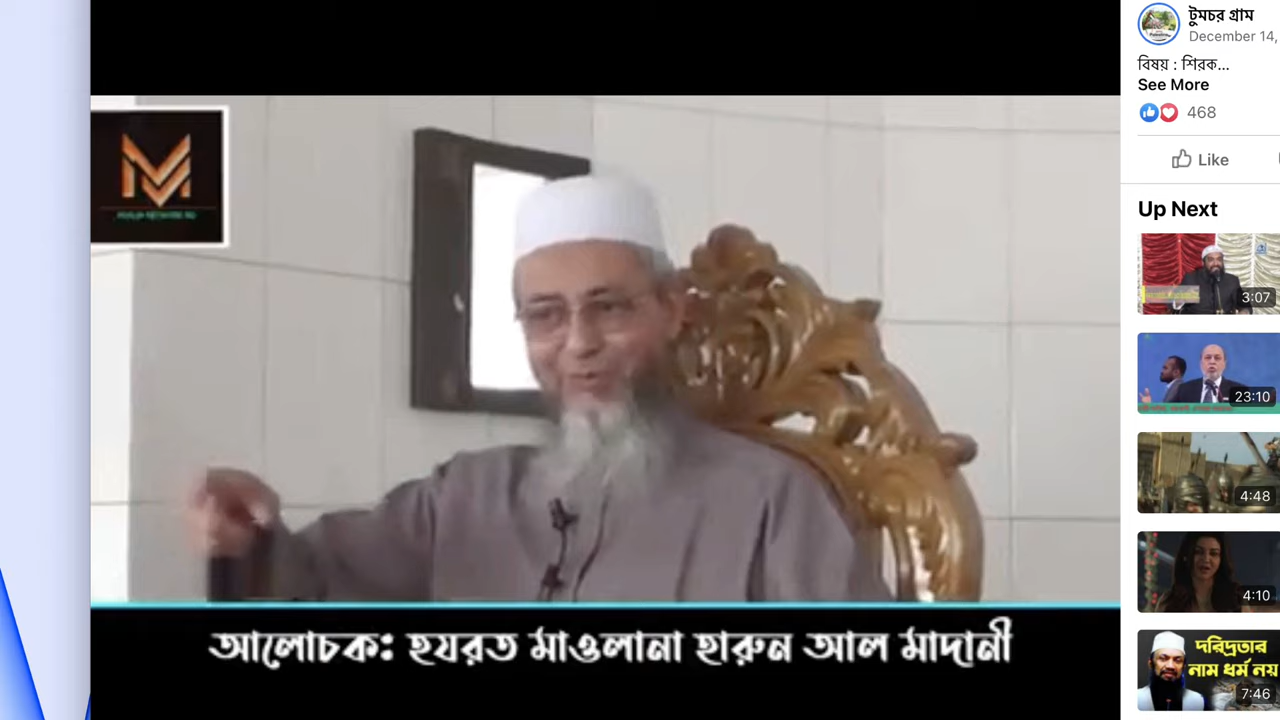 টুমচর গ্রাম
December 14,
বিষয় : শিরক...
See More
468
Like
Up Next
3:07
23:10
4:48
4:10
দরিদ্রতার
নাম ধর্ম নয়
7:46
আলোচক: হযরত মাওলানা হারুন আল মাদানী